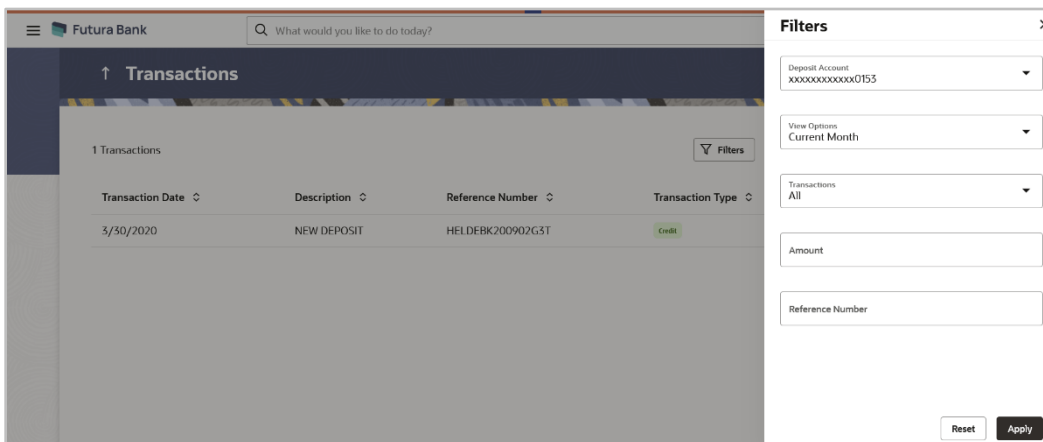 Futura Bank
What would you like to do today?
↑ Transactions
1 Transactions
Filters
Transaction Date Description Reference Number Transaction Type
3/30/2020 NEW DEPOSIT HELDEBK200902G3T Credit
Filters
Deposit Account
xxxxxxxxxxxx0153
View Options
Current Month
Transactions
All
Amount
Reference Number
Reset Apply